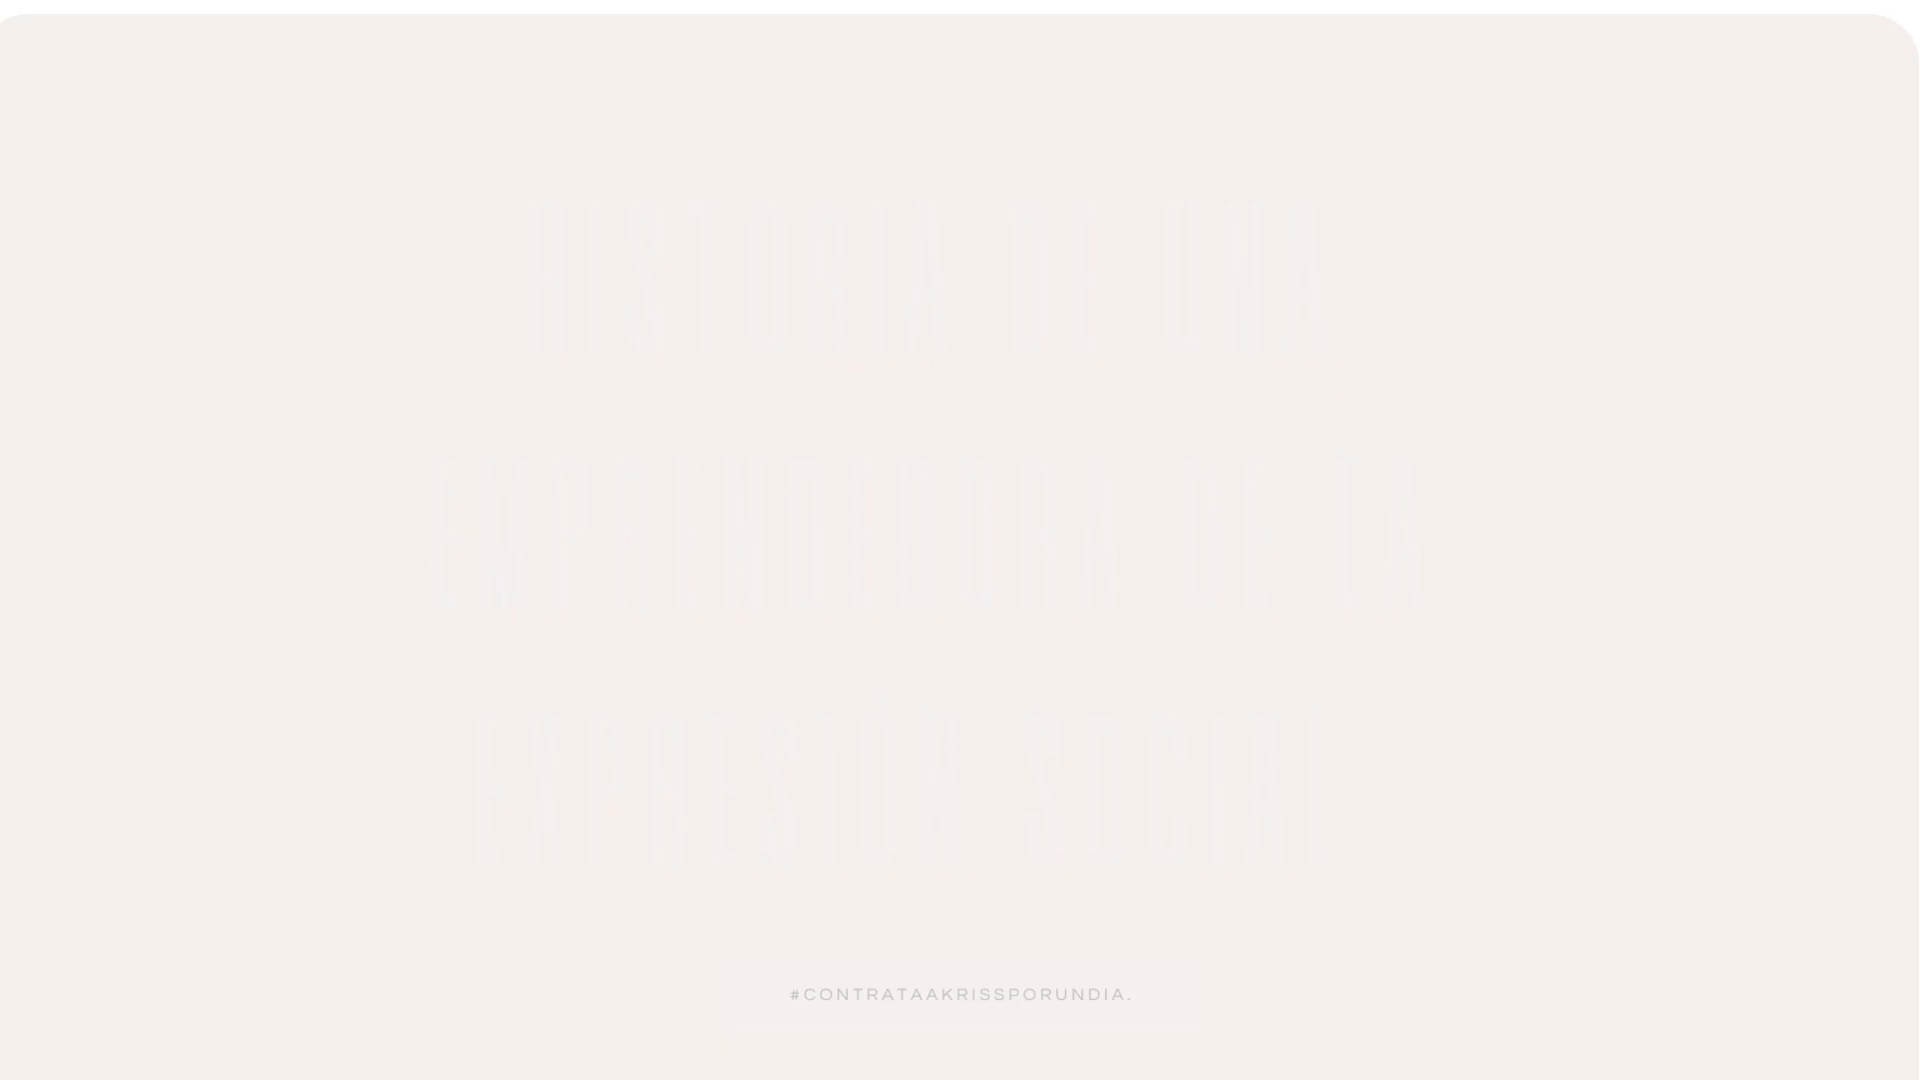 HISTORIA DE UNA
EMPRENDEDORA DE LA
EXPRESIÓN SOCIAL
#CONTRATAAKRISSPORUNDIA.